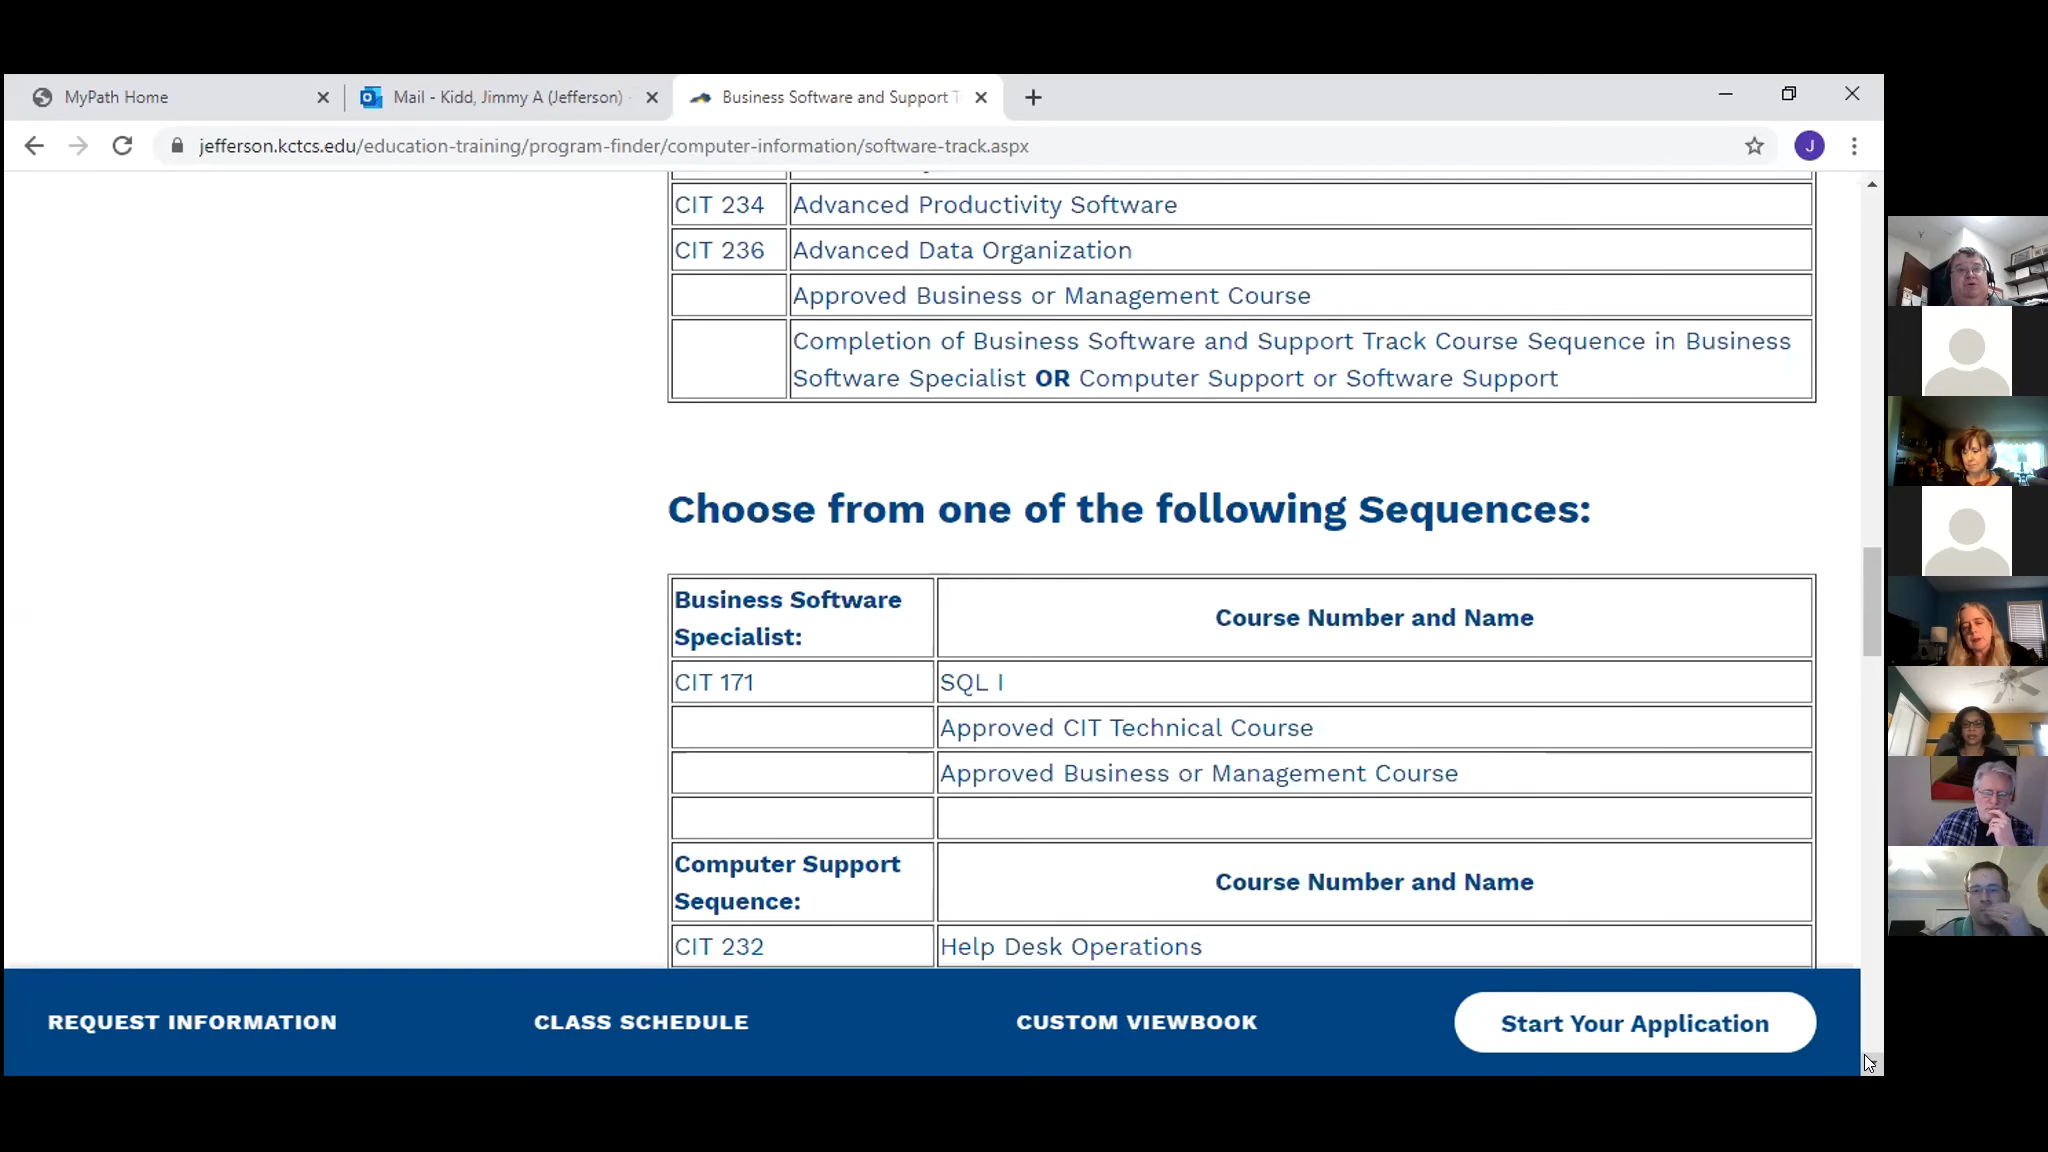 MyPath Home
Mail - Kidd, Jimmy A (Jefferson)
Business Software and Support T
jefferson.kctcs.edu/education-training/program-finder/computer-information/software-track.aspx
J
CIT 234 Advanced Productivity Software
CIT 236 Advanced Data Organization
Approved Business or Management Course
Completion of Business Software and Support Track Course Sequence in Business
Software Specialist OR Computer Support or Software Support
Choose from one of the following Sequences:
Business Software
Specialist:
Course Number and Name
CIT 171 SQL I
Approved CIT Technical Course
Approved Business or Management Course
Computer Support
Sequence:
Course Number and Name
CIT 232 Help Desk Operations
REQUEST INFORMATION CLASS SCHEDULE CUSTOM VIEWBOOK Start Your Application